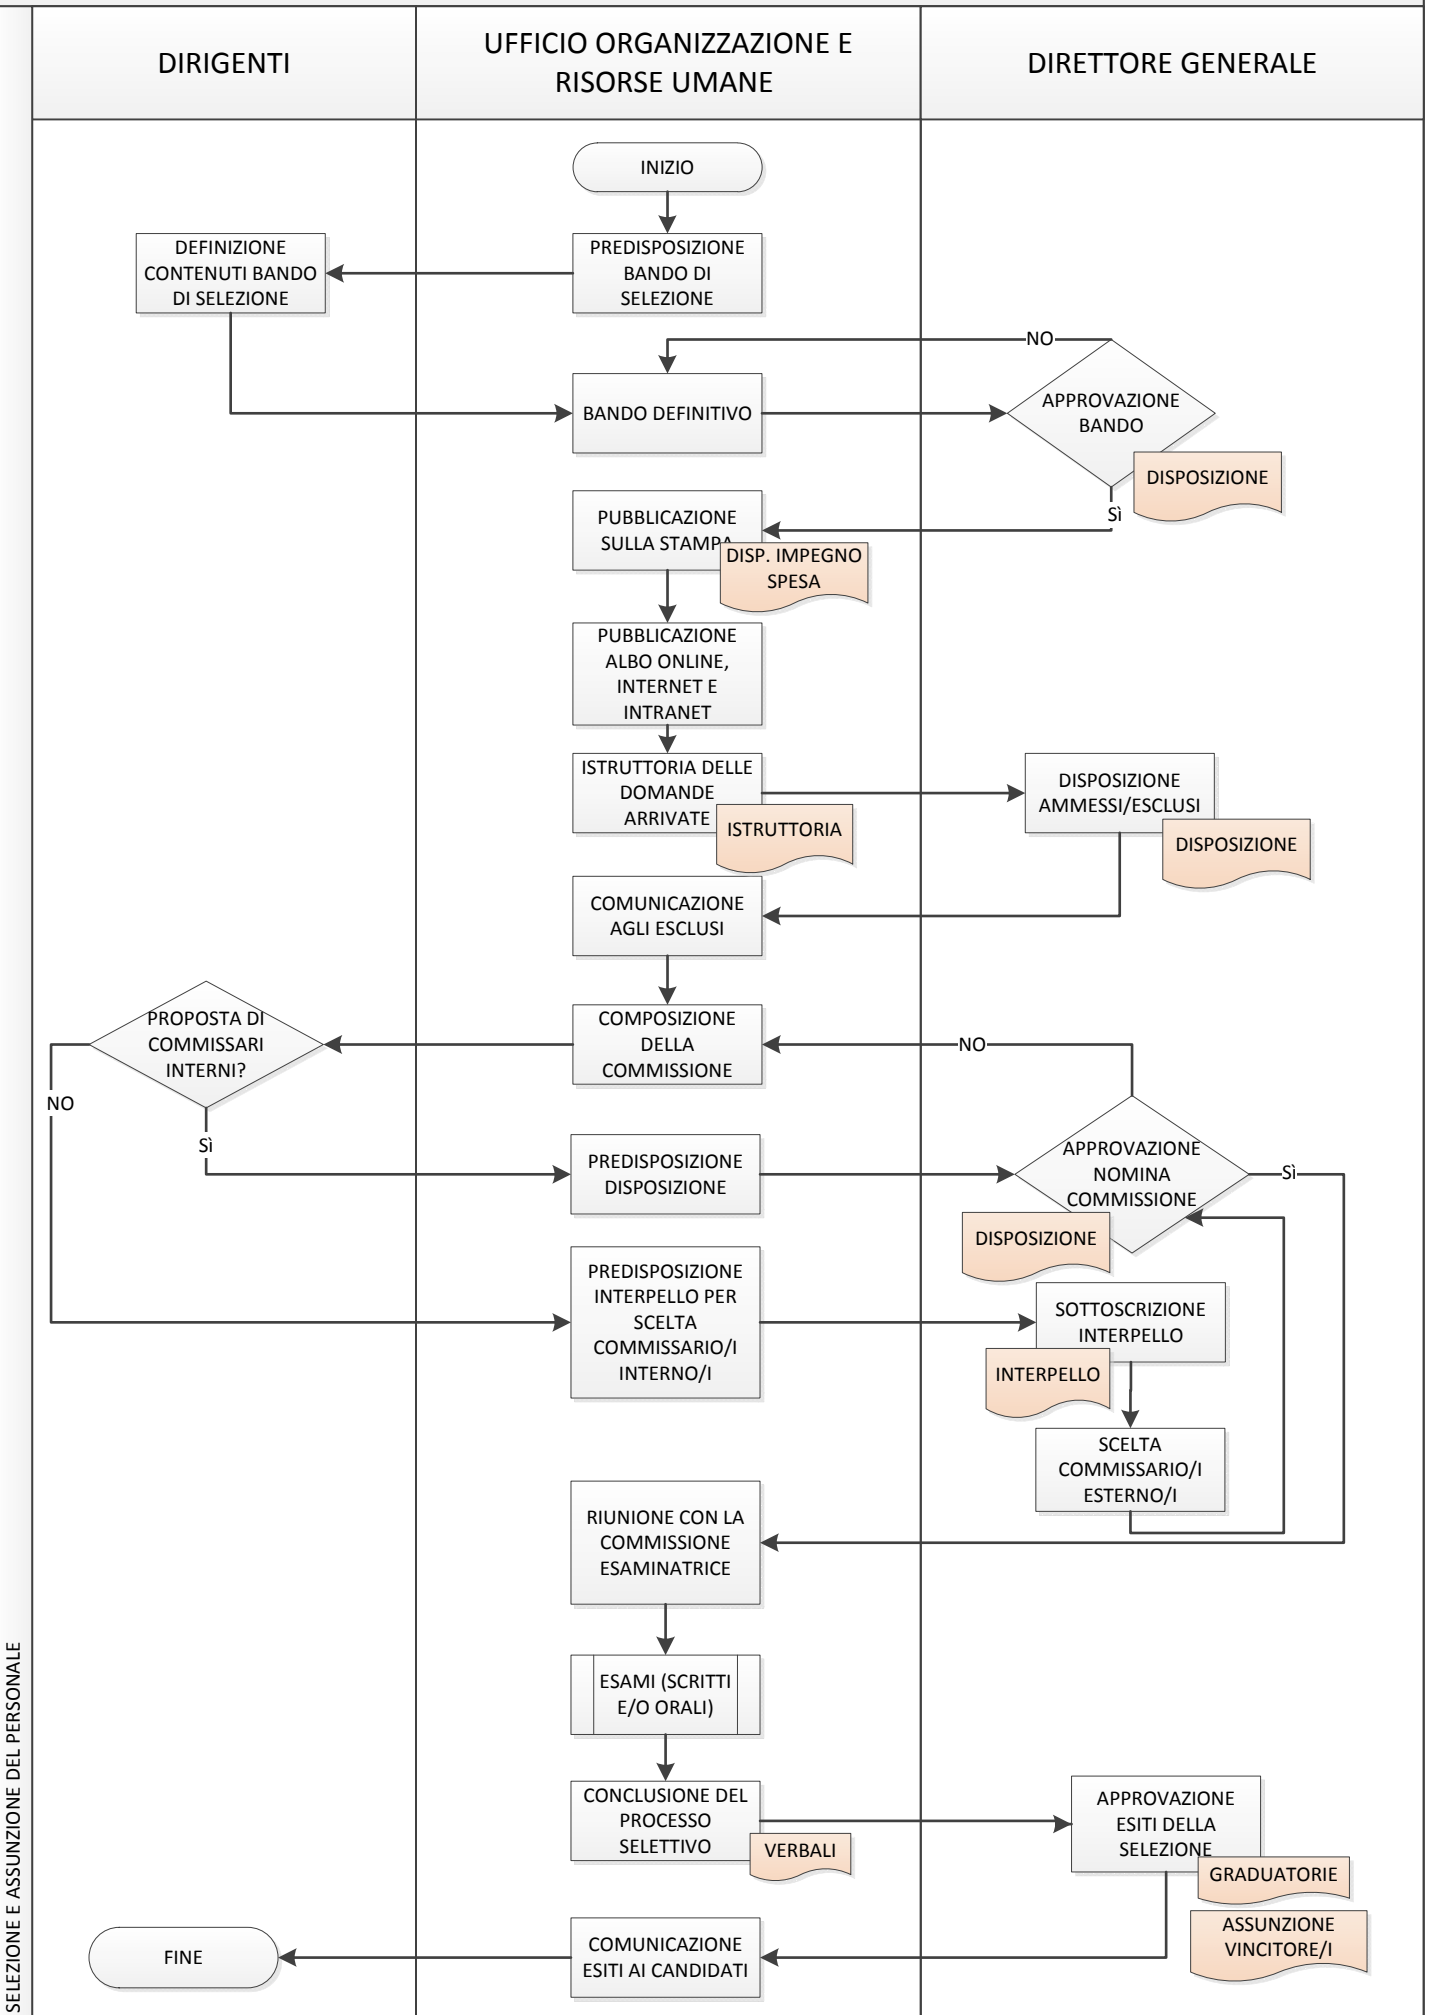 DIRIGENTI
UFFICIO ORGANIZZAZIONE E
RISORSE UMANE
DIRETTORE GENERALE
INIZIO
DEFINIZIONE
CONTENUTI BANDO
DI SELEZIONE
PREDISPOSIZIONE
BANDO DI
SELEZIONE
NO
BANDO DEFINITIVO
APPROVAZIONE
BANDO
DISPOSIZIONE
Sì
PUBBLICAZIONE
SULLA STAMPA
DISP. IMPEGNO
SPESA
PUBBLICAZIONE
ALBO ONLINE,
INTERNET E
INTRANET
ISTRUTTORIA DELLE
DOMANDE
ARRIVATE
ISTRUTTORIA
DISPOSIZIONE
AMMESSI/ESCLUSI
DISPOSIZIONE
COMUNICAZIONE
AGLI ESCLUSI
PROPOSTA DI
COMMISSARI
INTERNI?
COMPOSIZIONE
DELLA
COMMISSIONE
NO
NO
Sì
PREDISPOSIZIONE
DISPOSIZIONE
APPROVAZIONE
NOMINA
COMMISSIONE
Sì
DISPOSIZIONE
PREDISPOSIZIONE
INTERPELLO PER
SCELTA
COMMISSARIO/I
INTERNO/I
SOTTOSCRIZIONE
INTERPELLO
INTERPELLO
SCELTA
COMMISSARIO/I
ESTERNO/I
RIUNIONE CON LA
COMMISSIONE
ESAMINATRICE
ESAMI (SCRITTI
E/O ORALI)
CONCLUSIONE DEL
PROCESSO
SELETTIVO
VERBALI
APPROVAZIONE
ESITI DELLA
SELEZIONE
GRADUATORIE
ASSUNZIONE
VINCITORE/I
FINE
COMUNICAZIONE
ESITI AI CANDIDATI
SELEZIONE E ASSUNZIONE DEL PERSONALE